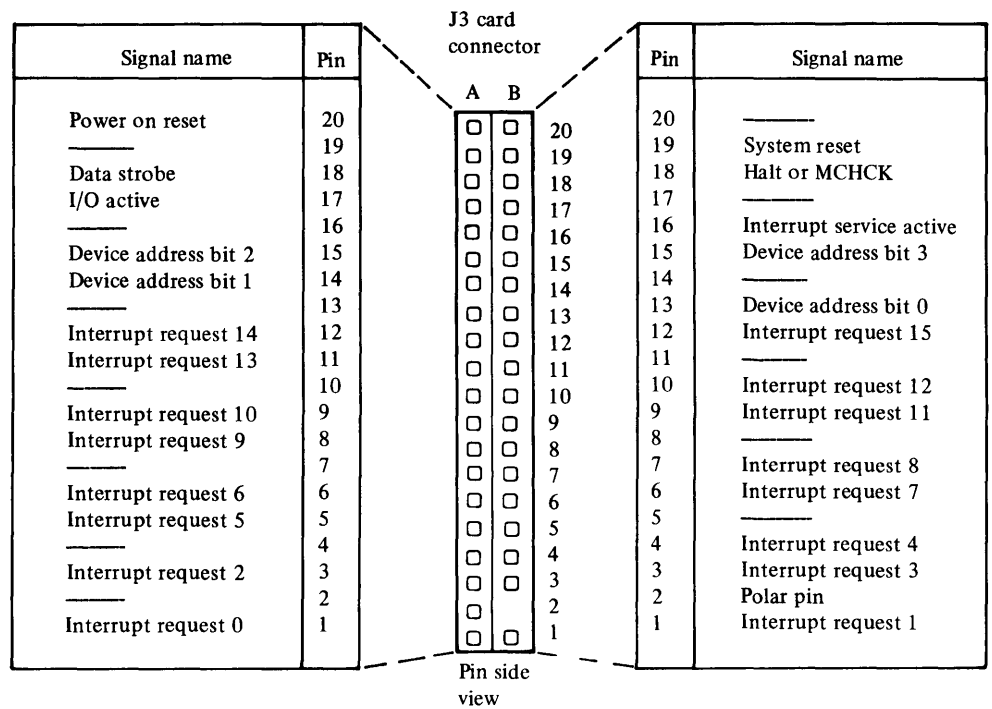 J3 card
connector
Signal name Pin
Power on reset 20
19
Data strobe 18
I/O active 17
16
Device address bit 2 15
Device address bit 1 14
13
Interrupt request 14 12
Interrupt request 13 11
10
Interrupt request 10 9
Interrupt request 9 8
7
Interrupt request 6 6
Interrupt request 5 5
4
Interrupt request 2 3
2
Interrupt request 0 1
A B
20
19
18
17
16
15
14
13
12
11
10
9
8
7
6
5
4
3
2
1
Pin side
view
Pin Signal name
20
19 System reset
18 Halt or MCHCK
17
16 Interrupt service active
15 Device address bit 3
14
13 Device address bit 0
12 Interrupt request 15
11
10 Interrupt request 12
9 Interrupt request 11
8
7 Interrupt request 8
6 Interrupt request 7
5
4 Interrupt request 4
3 Interrupt request 3
2 Polar pin
1 Interrupt request 1